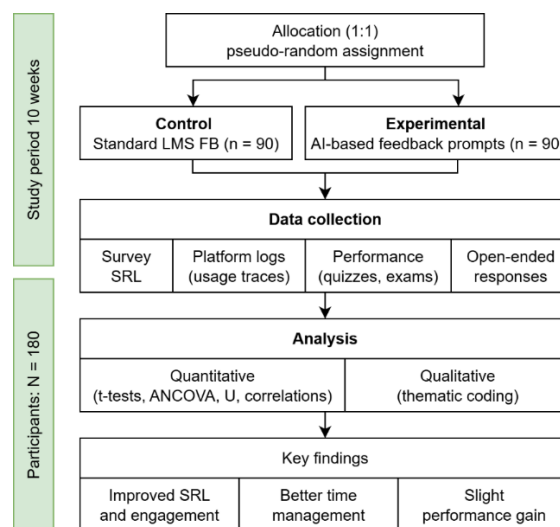 Study period 10 weeks
Participants: N = 180
Allocation (1:1)
pseudo-random assignment
Control
Standard LMS FB (n = 90)
Experimental
AI-based feedback prompts (n = 90
Data collection
Survey
SRL
Platform logs
(usage traces)
Performance
(quizzes, exams)
Open-ended
responses
Analysis
Quantitative
(t-tests, ANCOVA, U, correlations)
Qualitative
(thematic coding)
Key findings
Improved SRL
and engagement
Better time
management
Slight
performance gain